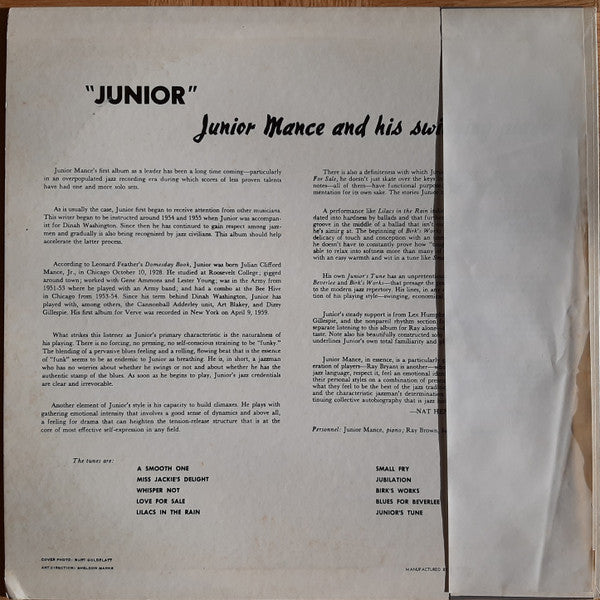 "JUNIOR"
Junior Mance and his swi
Junior Mance's first album as a leader has been a long time coming—particularly
in an overpopulated jazz recording era during which scores of less proven talents
have had one and more solo sets.
As is usually the case, Junior first began to receive attention from other musicians.
This writer began to be instructed around 1954 and 1955 when Junior was accompan-
ist for Dinah Washington. Since then he has continued to gain respect among jazz-
men and gradually is also being recognized by jazz civilians. This album should help
accelerate the latter process.
According to Leonard Feather's Domesday Book, Junior was born Julian Clifford
Mance, Jr., in Chicago October 10, 1928. He studied at Roosevelt College; gigged
around town; worked with Gene Ammons and Lester Young; was in the Army from
1951-53 where he played with an Army band; and had a combo at the Bee Hive
in Chicago from 1953-54. Since his term behind Dinah Washington, Junior has
played with, among others, the Cannonball Adderley unit, Art Blakey, and Dizzy
Gillespie. His first album for Verve was recorded in New York on April 9, 1959.
What strikes this listener as Junior's primary characteristic is the naturalness of
his playing. There is no forcing, no preening, no self-conscious straining to be "funky."
The blending of a pervasive blues feeling and a rolling, flowing beat that is the essence
of "funk" seems to be as endemic to Junior as breathing. He is, in short, a jazzman
who has no worries about whether he swings or not and about whether he has the
authentic stamp of the blues. As soon as he begins to play, Junior's jazz credentials
are clear and irrevocable.
Another element of Junior's style is his capacity to build climaxes. He plays with
gathering emotional intensity that involves a good sense of dynamics and above all,
a feeling for drama that can heighten the tension-release structure that is at the
core of most effective self-expression in any field.
There is also a definiteness with which Jun
For Sale, he doesn't just skate over the keys
notes—all of them—have functional purpo
mentation for its own sake. The stories Junior
A performance like Lilacs in the Rain indi
dated into hardness by ballads and that i furthe
groove in the middle of a ballad that isn't
he's aiming at. The beginning of Birk's Works
delicacy of touch and conception with an
he doesn't have to constantly prove how
able to relax into softness more than many of
with an easy warmth and wit in a tune like Sm
His own Junior's Tune is an unpretentious
Beverlee and Birk's Works—that presage the
to the modern jazz repertory. His lines, in any
tion of his playing style—swinging, economical
Junior's steady support is from Lex Humphr
Gillespie, and the nonpareil rhythm section
separate listening to this album for Ray alone—
taste. Note also his beautifully constructed solo
underlines Junior's own total familiarity and
Junior Mance, in essence, is a particularly
eration of players—Ray Bryant is another—w
jazz language, respect it, feel an emotional iden
their personal styles on a combination of pres
what they feel to be the best of the jazz tradit
and the characteristic jazzman's determination
tinuing collective autobiography that is jazz
—NAT HE
Personnel: Junior Mance, piano; Ray Brown,
The tunes are:
A SMOOTH ONE
MISS JACKIE'S DELIGHT
WHISPER NOT
LOVE FOR SALE
LILACS IN THE RAIN
SMALL FRY
JUBILATION
BIRK'S WORKS
BLUES FOR BEVERLEE
JUNIOR'S TUNE
COVER PHOTO: BURT GOLDBLATT
ART DIRECTION: SHELDON MARKS
MANUFACTURED